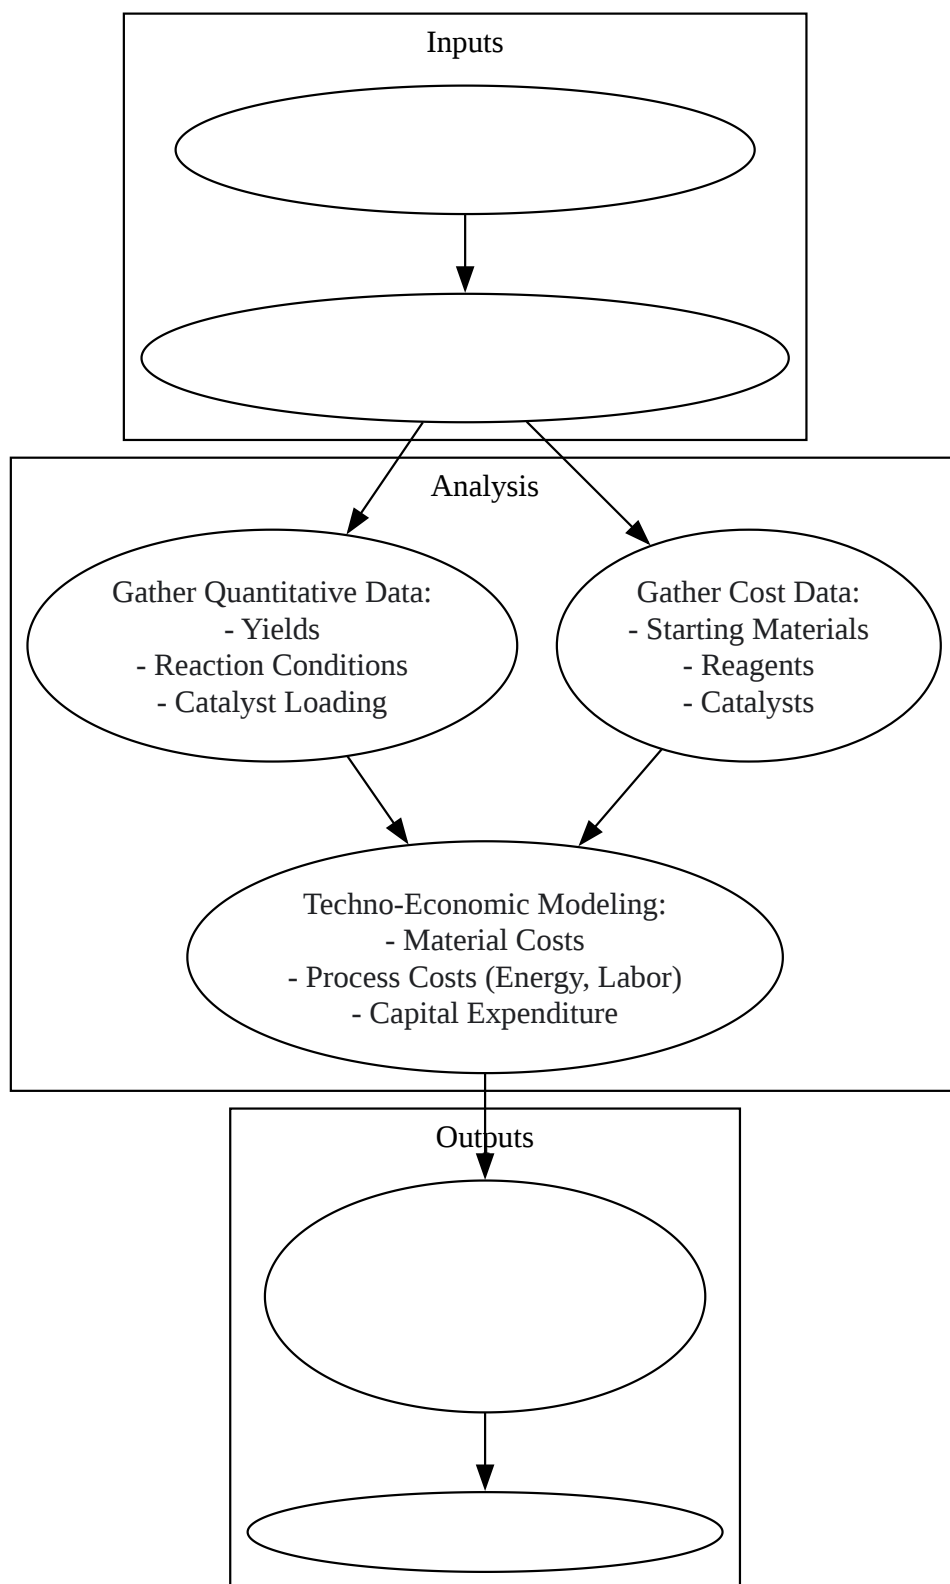 Inputs
Analysis
Gather Quantitative Data:
- Yields
- Reaction Conditions
- Catalyst Loading
Gather Cost Data:
- Starting Materials
- Reagents
- Catalysts
Techno-Economic Modeling:
- Material Costs
- Process Costs (Energy, Labor)
- Capital Expenditure
Outputs